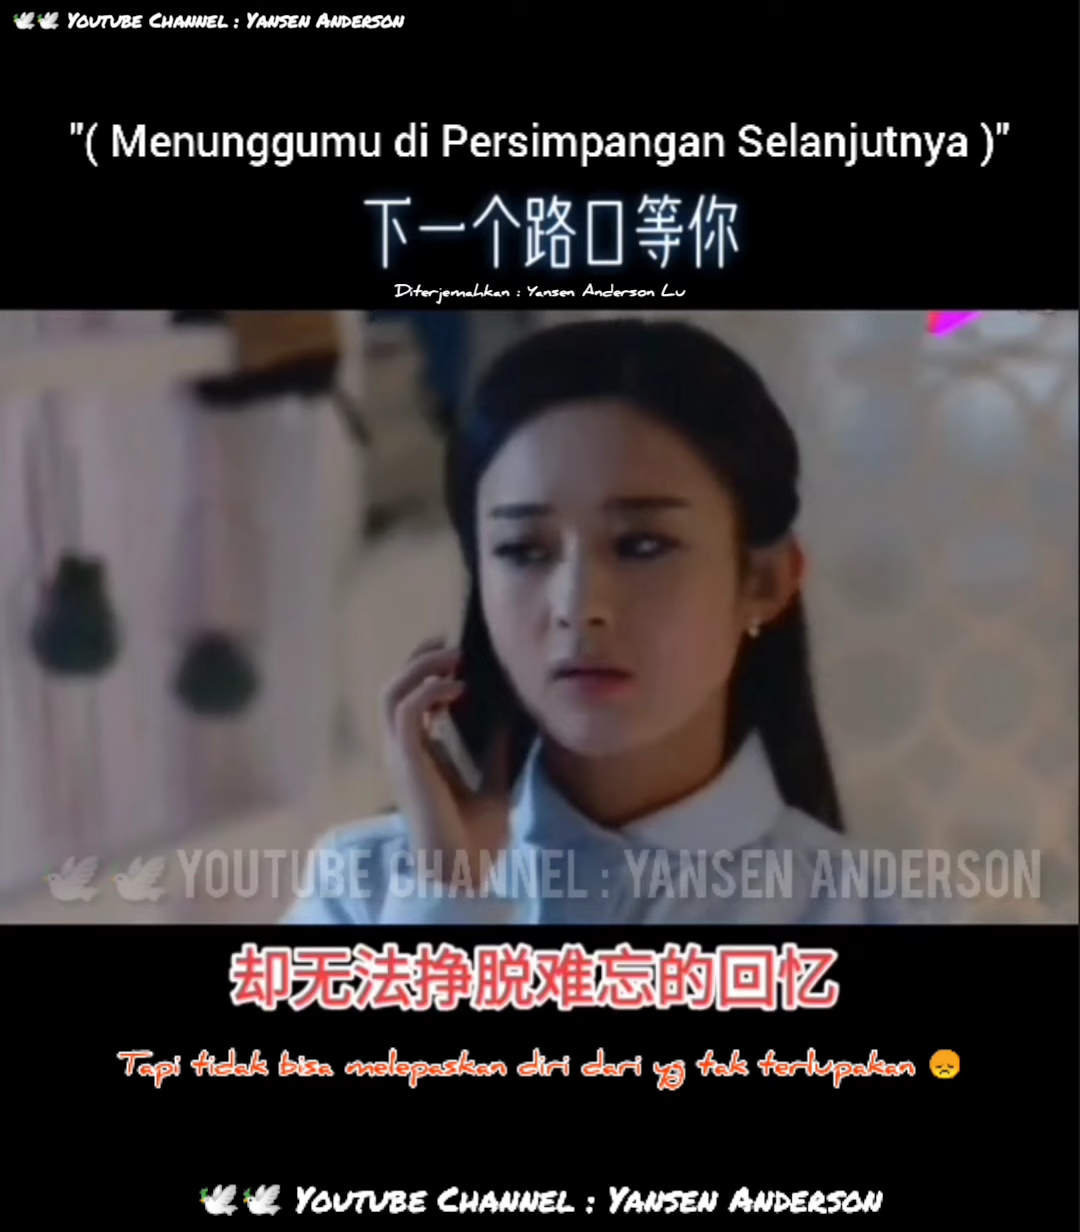 🕊️🕊️ YOUTUBE CHANNEL : YANSEN ANDERSON
"( Menunggumu di Persimpangan Selanjutnya )"
下一个路口等你
Diterjemahkan : Yansen Anderson Lu
🕊️ 🕊️ YOUTUBE CHANNEL : YANSEN ANDERSON
却无法挣脱难忘的回忆
Tapi tidak bisa melepaskan diri dari yg tak terlupakan 😞
🕊️🕊️ YOUTUBE CHANNEL : YANSEN ANDERSON